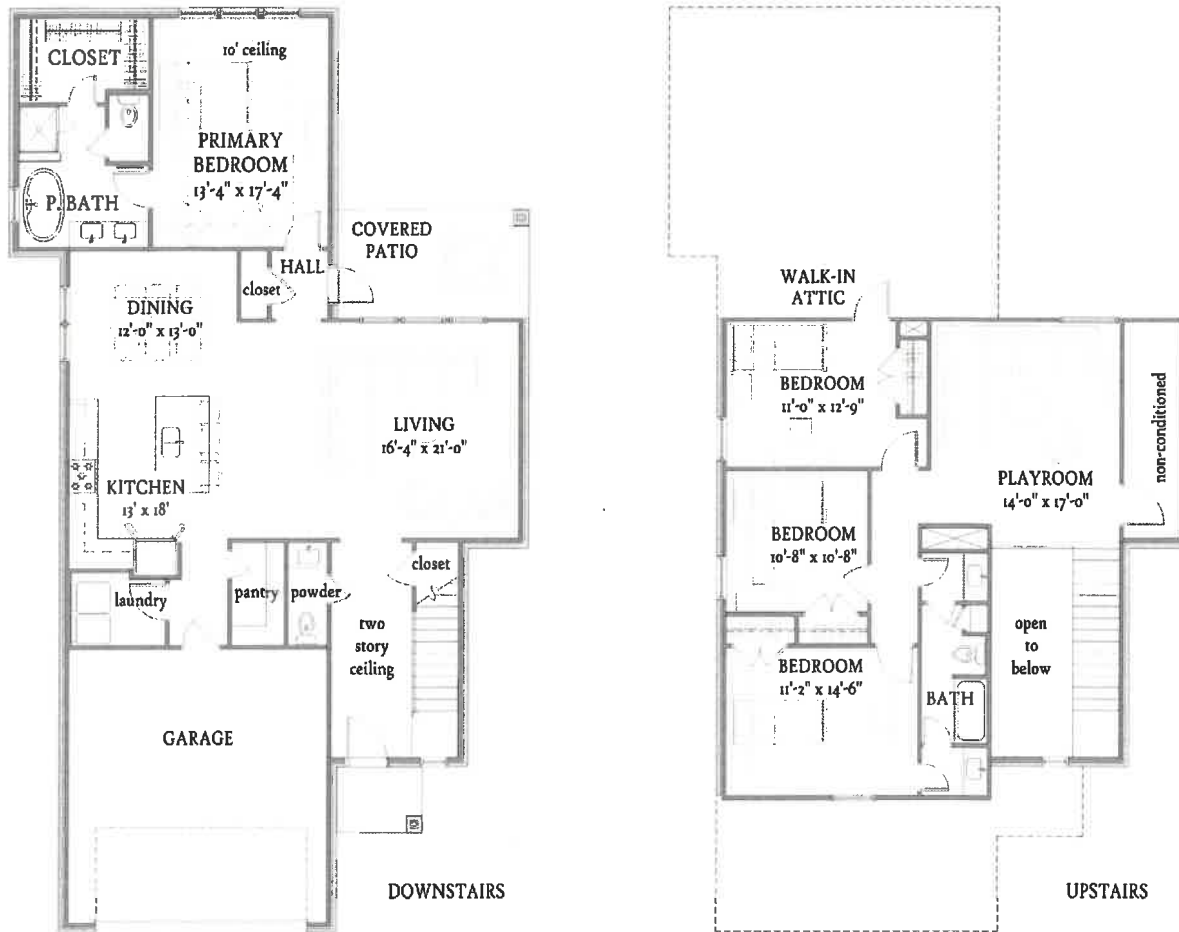 CLOSET
10' ceiling
PRIMARY
BEDROOM
13'-4" x 17'-4"
P. BATH
COVERED
PATIO
HALL
closet
DINING
12'-0" x 13'-0"
LIVING
16'-4" x 21'-0"
KITCHEN
13' x 18'
closet
laundry
pantry
powder
two
story
ceiling
GARAGE
DOWNSTAIRS
WALK-IN
ATTIC
BEDROOM
11'-0" x 12'-9"
non-conditioned
PLAYROOM
14'-0" x 17'-0"
BEDROOM
10'-8" x 10'-8"
open
to
below
BEDROOM
11'-2" x 14'-6"
BATH
UPSTAIRS